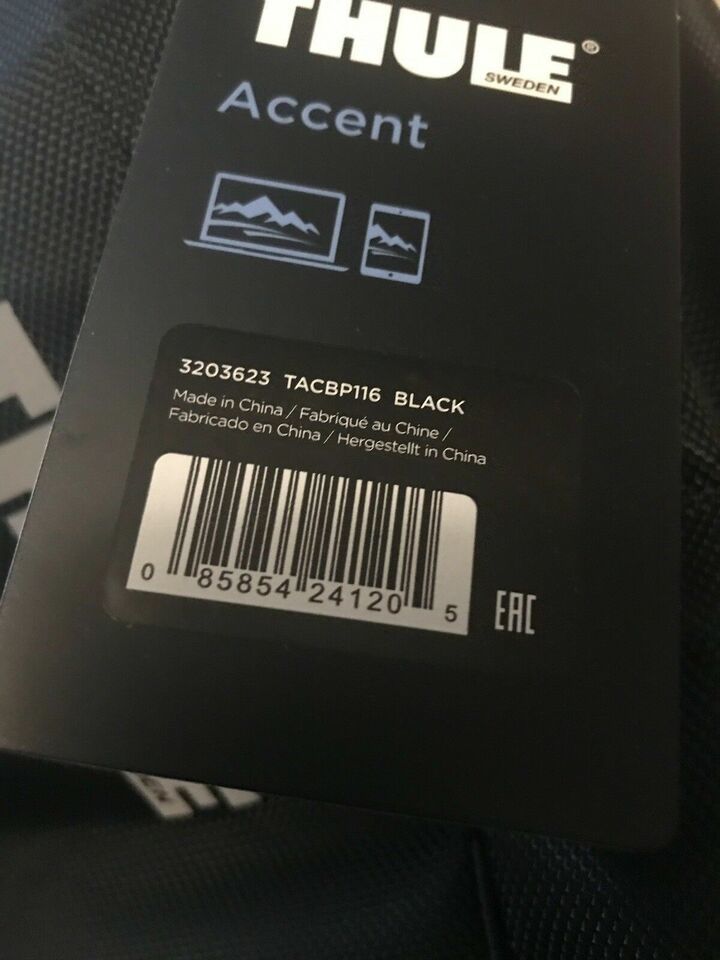 THULE®
SWEDEN
Accent
3203623 TACBP116 BLACK
Made in China / Fabriqué au Chine /
Fabricado en China / Hergestellt in China
0 85854 24120 5
EAC